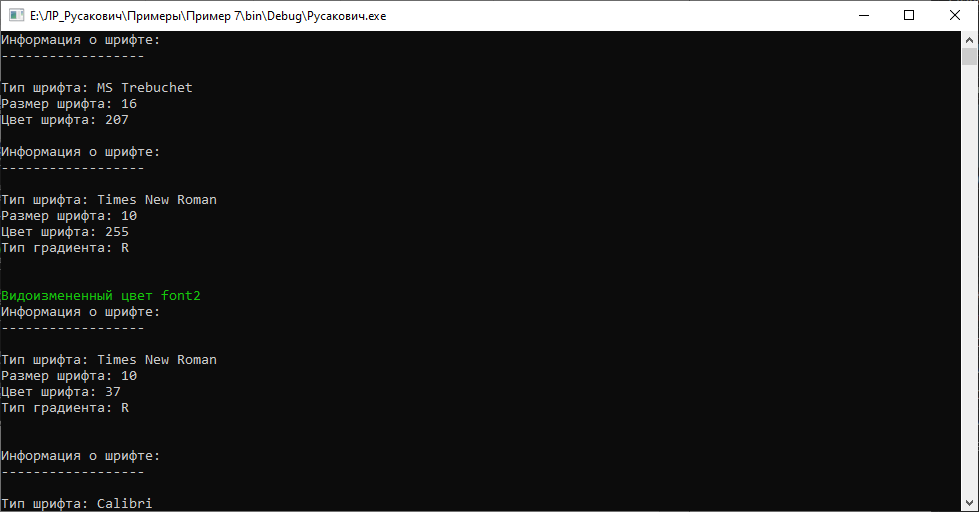 E:\ЛР_Русакович\Примеры\Пример 7\bin\Debug\Русакович.exe
Информация о шрифте:
------------------
Тип шрифта: MS Trebuchet
Размер шрифта: 16
Цвет шрифта: 207
Информация о шрифте:
------------------
Тип шрифта: Times New Roman
Размер шрифта: 10
Цвет шрифта: 255
Тип градиента: R
Видоизмененный цвет font2
Информация о шрифте:
------------------
Тип шрифта: Times New Roman
Размер шрифта: 10
Цвет шрифта: 37
Тип градиента: R
Информация о шрифте:
------------------
Тип шрифта: Calibri